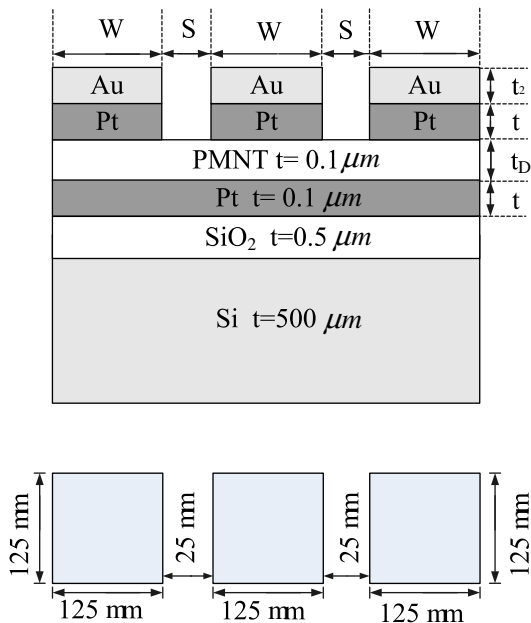 W S W S W
Au Au Au t₂
Pt Pt Pt t
PMNT t= 0.1 μm t_D
Pt t= 0.1 μm t
SiO₂ t=0.5 μm
Si t=500 μm
125 mm 25 mm 25 mm 125 mm
125 mm 125 mm 125 mm